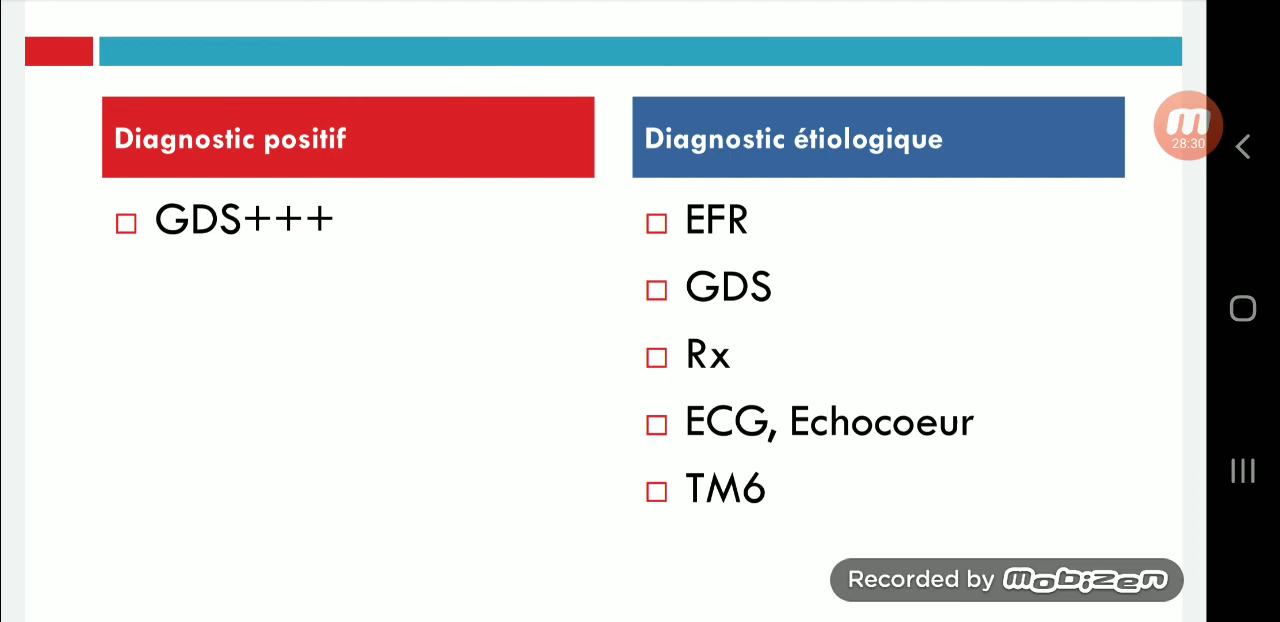 Diagnostic positif
GDS+++
Diagnostic étiologique
EFR
GDS
Rx
ECG, Echocoeur
TM6
28:30
Recorded by mobizen